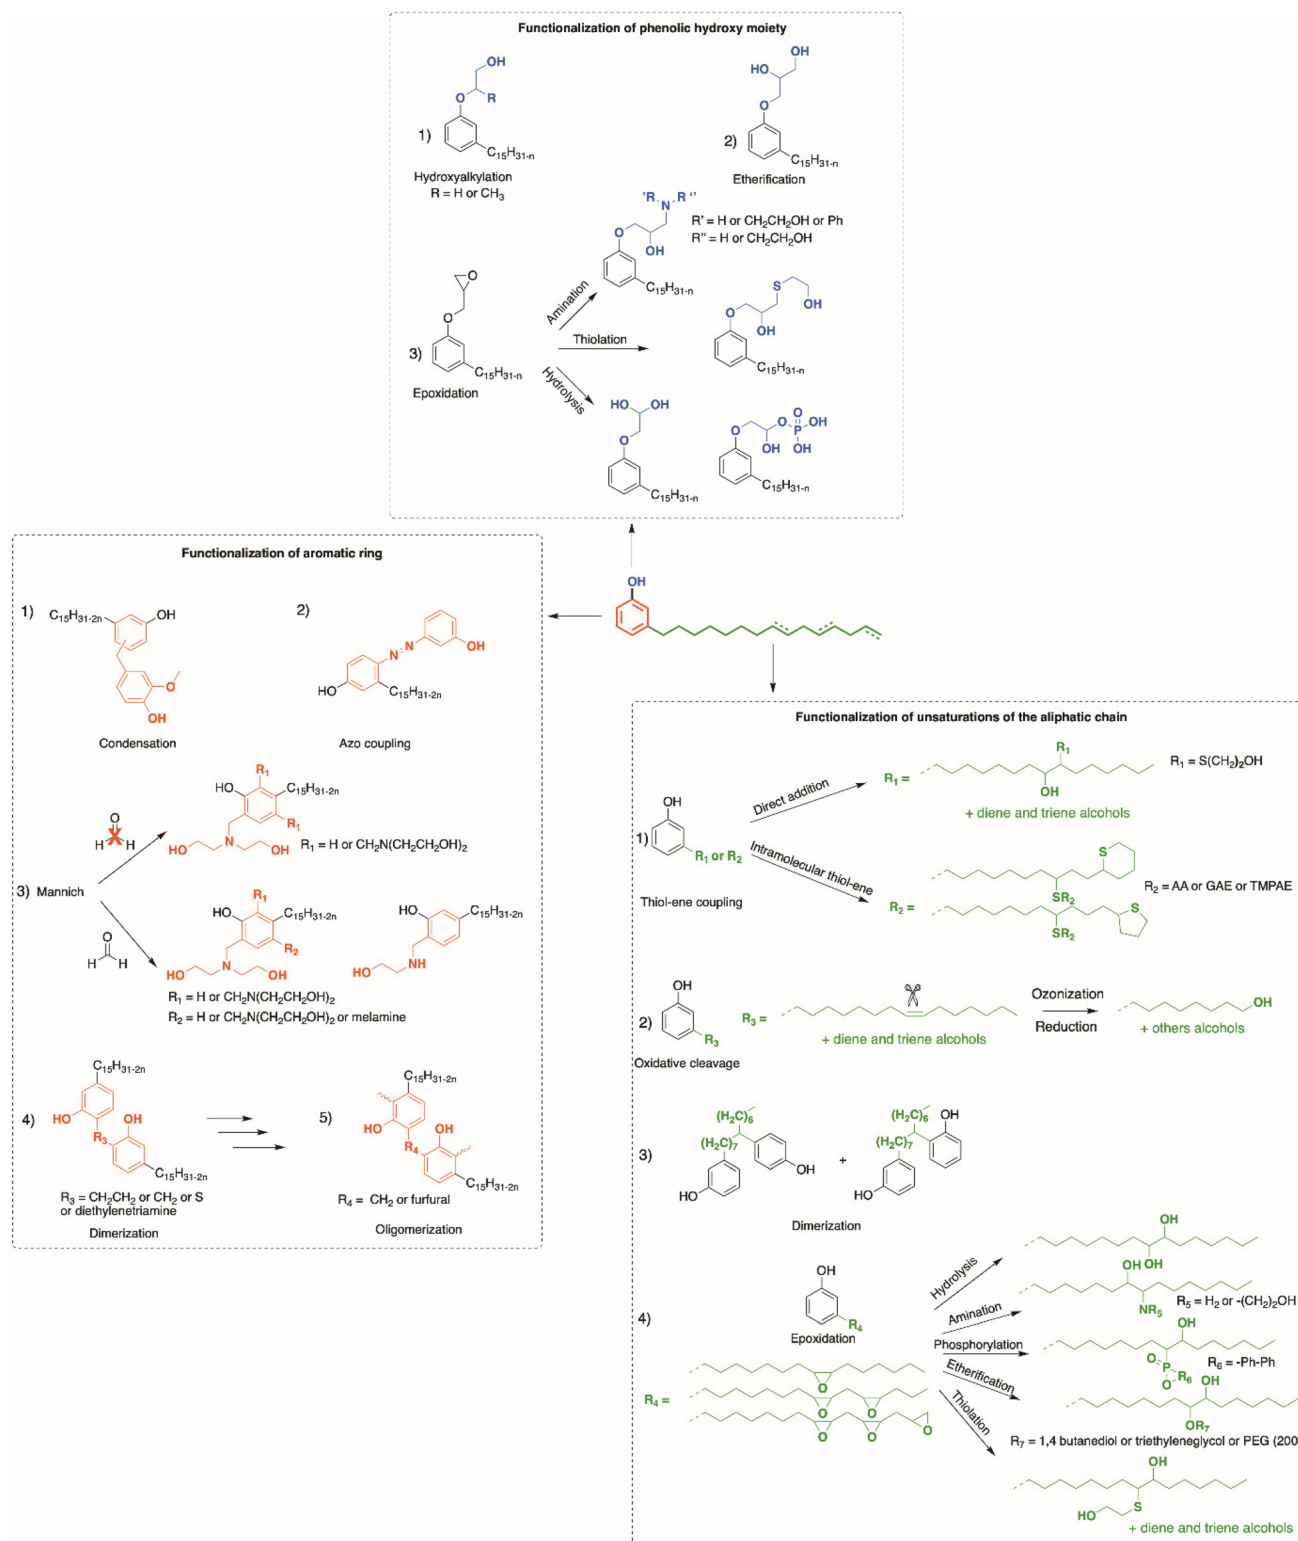 Functionalization of phenolic hydroxy moiety
OH
O
R
1)
C15H31-n
Hydroxyalkylation
R = H or CH3
OH
HO
O
2)
C15H31-n
Etherification
'R
R ‘’
N
O
OH
C15H31-n
R' = H or CH2CH2OH or Ph
R'' = H or CH2CH2OH
O
O
3)
C15H31-n
Epoxidation
Amination
Thiolation
Hydrolysis
S
OH
O
OH
C15H31-n
HO OH
O
C15H31-n
O
O O P OH
OH OH
C15H31-n
OH
Functionalization of aromatic ring
1)
C15H31-2n
OH
O
OH
Condensation
2)
N N
OH
HO
C15H31-2n
Azo coupling
3) Mannich
O
H X H
R1
HO
C15H31-2n
R1
N
HO
OH
R1 = H or CH2N(CH2CH2OH)2
O
H H
R1
HO
C15H31-2n
R2
N
HO
OH
R1 = H or CH2N(CH2CH2OH)2
R2 = H or CH2N(CH2CH2OH)2 or melamine
HO
C15H31-2n
HO
NH
4)
C15H31-2n
HO
OH
R3
C15H31-2n
R3 = CH2CH2 or CH2 or S
or diethylenetriamine
Dimerization
5)
C15H31-2n
HO
OH
R4
C15H31-2n
R4 = CH2 or furfural
Oligomerization
Functionalization of unsaturations of the aliphatic chain
1)
OH
R1 or R2
Thiol-ene coupling
Direct addition
Intramolecular thiol-ene
R1 =
R1
OH
R1 = S(CH2)2OH
+ diene and triene alcohols
R2 =
S
SR2
S
SR2
R2 = AA or GAE or TMPAE
2)
OH
R3
Oxidative cleavage
R3 =
+ diene and triene alcohols
Ozonization
Reduction
OH
+ others alcohols
3)
(H2C)6
(H2C)7
HO
OH
+
(H2C)6
(H2C)7
OH
HO
Dimerization
4)
OH
R4
Epoxidation
R4 =
O
O O
O O O
Hydrolysis
Amination
Phosphorylation
Etherification
Thiolation
OH
OH
OH
NR5
R5 = H2 or -(CH2)2OH
OH
O
P
R6
O
R6 = -Ph-Ph
OH
OR7
R7 = 1,4 butanediol or triethyleneglycol or PEG (200
OH
S
HO
+ diene and triene alcohols